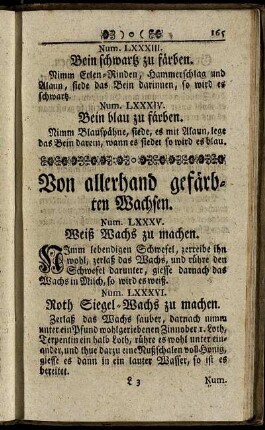 165
Num. LXXXIII.
Bein schwartz zu färben.
Nimm Erlen-Rinden, Hammerschlag und
Alaun, siede das Bein darinnen, so wird es
schwartz.
Num. LXXXIV.
Bein blau zu färben.
Nimm Blauspähne, siede, es mit Alaun, lege
das Bein darein, wann es siedet so wird es blau.
Von allerhand gefärb-
ten Wachsen.
Num. LXXXV.
Weiß Wachs zu machen.
NImm lebendigen Schwefel, zerreibe ihn
wohl, zerlaß das Wachs, und rühre den
Schwefel darunter, giesse darnach das
Wachs in Milch, so wird es weiß.
Num. LXXXVI.
Roth Siegel-Wachs zu machen.
Zerlaß das Wachs sauber, darnach nimm
unter ein Pfund wohlgeriebenen Zinnober 1. Loth,
Terpentin ein halb Loth, rühre es wohl unter ein-
ander, und thue darzu eine Nußschalen voll Honig,
giesse es dann in ein lauter Wasser, so ist es
bereitet.
L 3
Num.